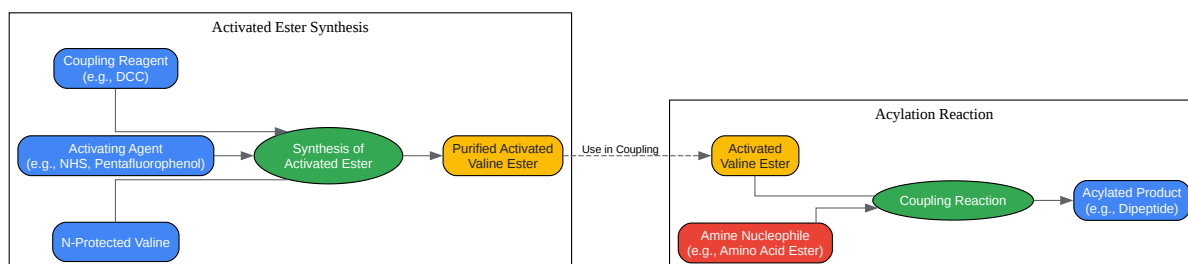 Activated Ester Synthesis
Coupling Reagent
(e.g., DCC)
Activating Agent
(e.g., NHS, Pentafluorophenol)
N-Protected Valine
Synthesis of
Activated Ester
Purified Activated
Valine Ester
Use in Coupling
Acylation Reaction
Activated
Valine Ester
Amine Nucleophile
(e.g., Amino Acid Ester)
Coupling Reaction
Acylated Product
(e.g., Dipeptide)